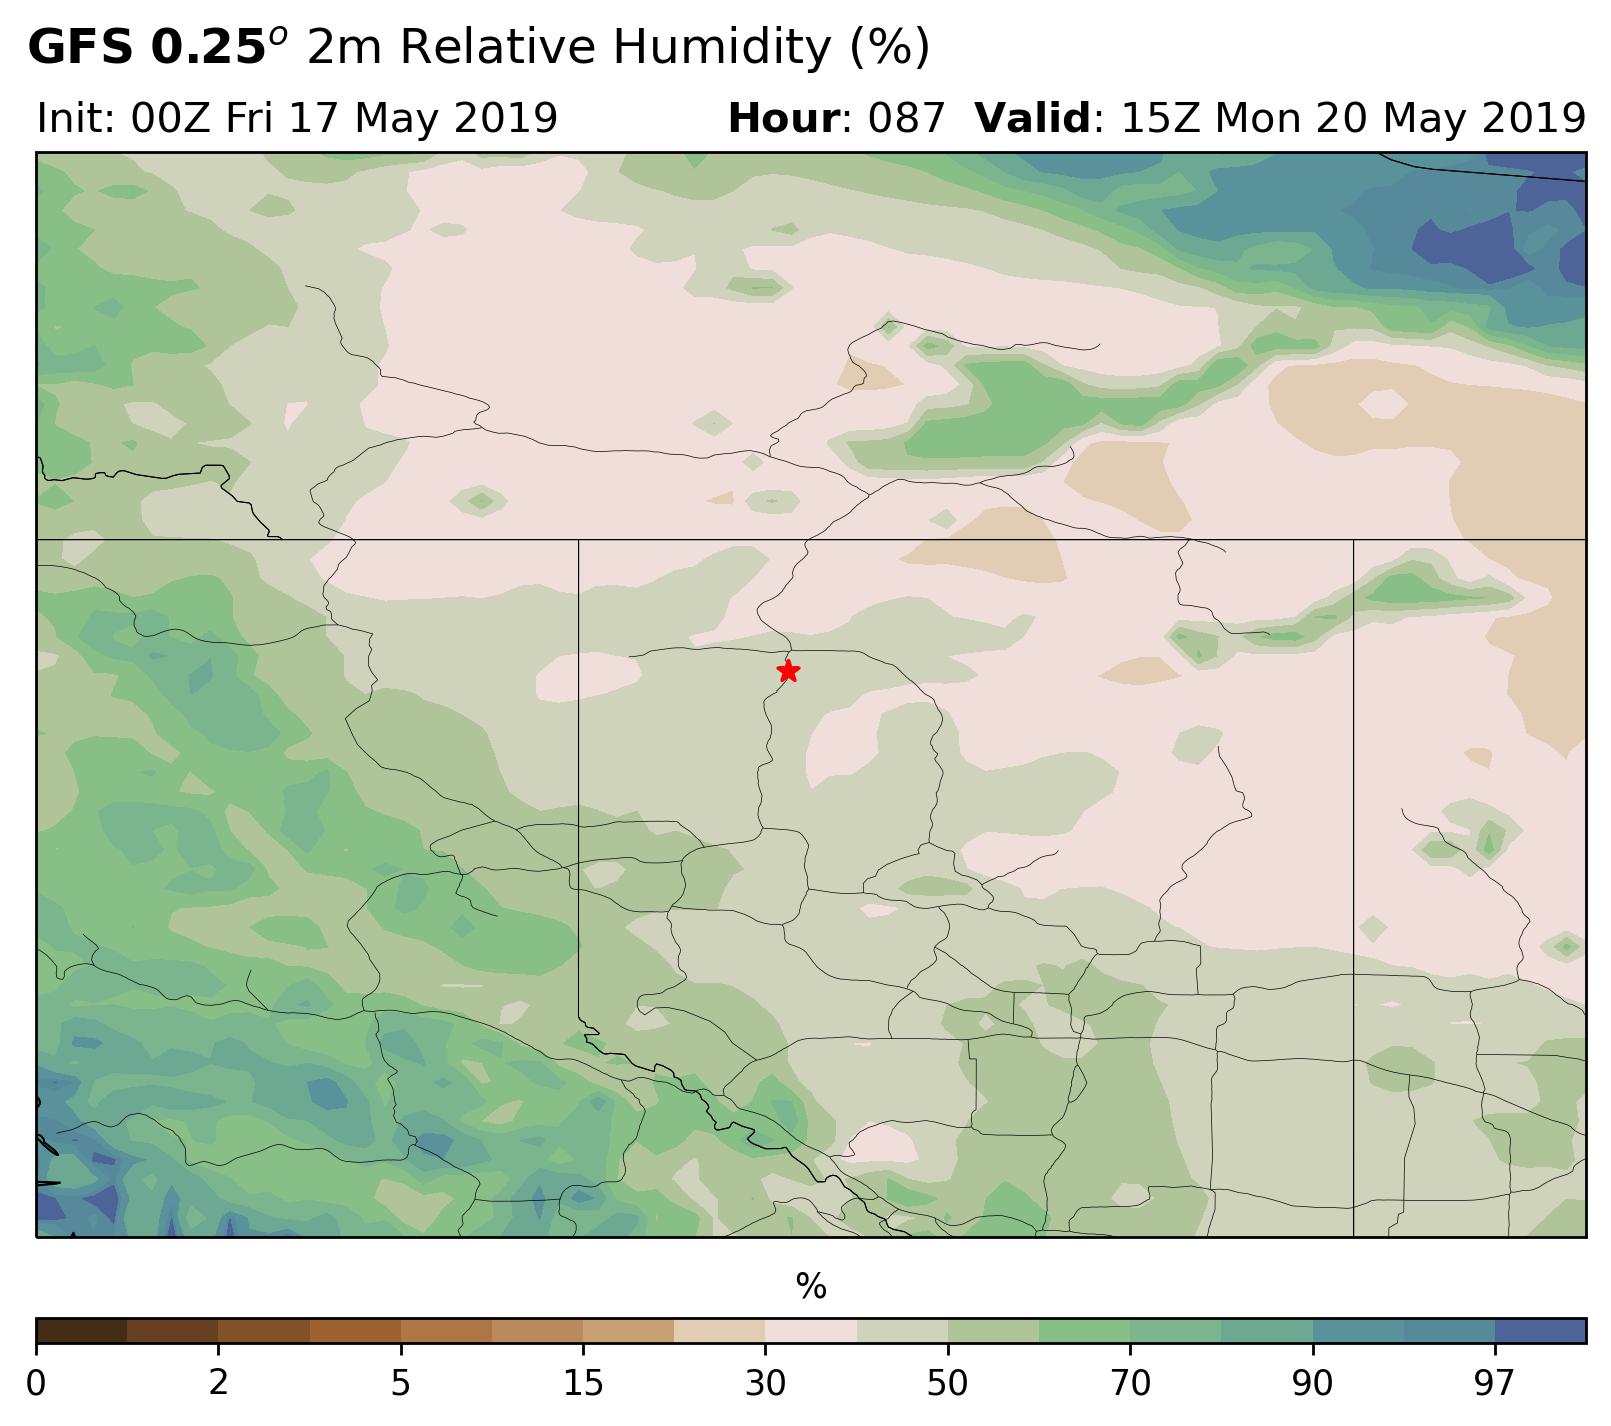 GFS 0.25° 2m Relative Humidity (%)
Init: 00Z Fri 17 May 2019 Hour: 087 Valid: 15Z Mon 20 May 2019
%
0 2 5 15 30 50 70 90 97